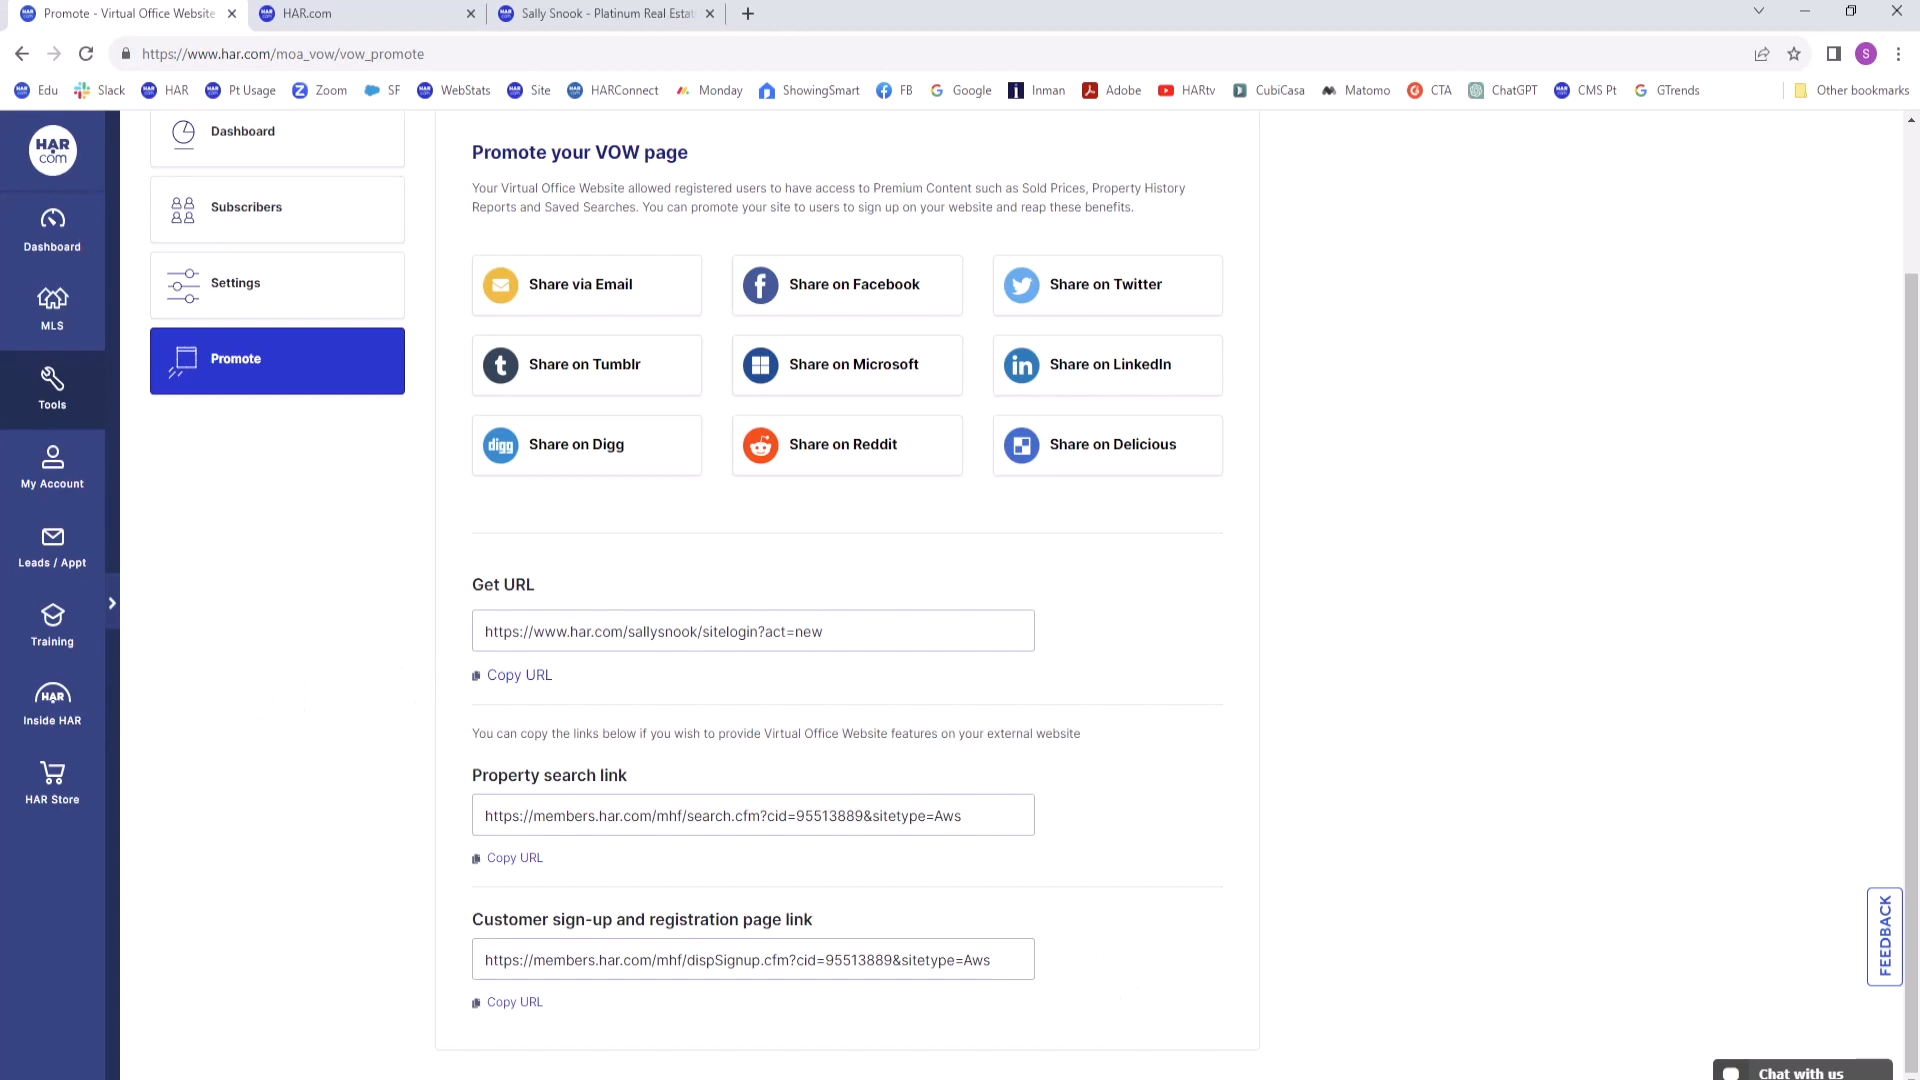 Promote - Virtual Office Website
HAR.com
Sally Snook - Platinum Real Esta
https://www.har.com/moa_vow/vow_promote
S
Edu
Slack
HAR
Pt Usage
Zoom
SF
WebStats
Site
HARConnect
Monday
ShowingSmart
FB
Google
Inman
Adobe
HARtv
CubiCasa
Matomo
CTA
ChatGPT
CMS Pt
GTrends
Other bookmarks
HAR
com
Dashboard
MLS
Tools
My Account
Leads / Appt
Training
HAR
Inside HAR
HAR Store
Dashboard
Subscribers
Settings
Promote
Promote your VOW page
Your Virtual Office Website allowed registered users to have access to Premium Content such as Sold Prices, Property History
Reports and Saved Searches. You can promote your site to users to sign up on your website and reap these benefits.
Share via Email
Share on Facebook
Share on Twitter
Share on Tumblr
Share on Microsoft
Share on LinkedIn
digg
Share on Digg
Share on Reddit
Share on Delicious
Get URL
https://www.har.com/sallysnook/sitelogin?act=new
Copy URL
You can copy the links below if you wish to provide Virtual Office Website features on your external website
Property search link
https://members.har.com/mhf/search.cfm?cid=95513889&sitetype=Aws
Copy URL
Customer sign-up and registration page link
https://members.har.com/mhf/dispSignup.cfm?cid=95513889&sitetype=Aws
Copy URL
FEEDBACK
Chat with us